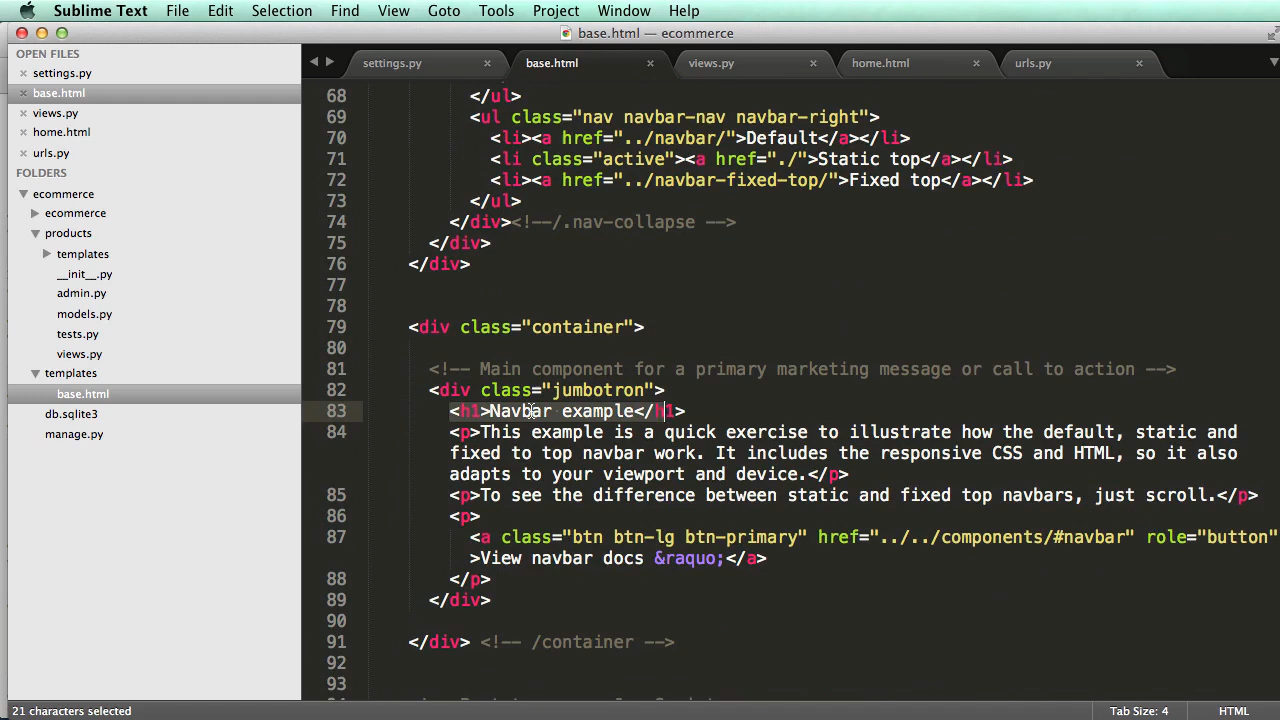 Sublime Text File Edit Selection Find View Goto Tools Project Window Help
base.html — ecommerce
OPEN FILES
settings.py
base.html
views.py
home.html
urls.py
FOLDERS
ecommerce
ecommerce
products
templates
__init__.py
admin.py
models.py
tests.py
views.py
templates
base.html
db.sqlite3
manage.py
settings.py base.html views.py home.html urls.py
68 </ul>
69 <ul class="nav navbar-nav navbar-right">
70 <li><a href="../navbar/">Default</a></li>
71 <li class="active"><a href="./">Static top</a></li>
72 <li><a href="../navbar-fixed-top/">Fixed top</a></li>
73 </ul>
74 </div><!--/.nav-collapse -->
75 </div>
76 </div>
77
78
79 <div class="container">
80
81 <!-- Main component for a primary marketing message or call to action -->
82 <div class="jumbotron">
83 <h1>Navbar example</h1>
84 <p>This example is a quick exercise to illustrate how the default, static and
fixed to top navbar work. It includes the responsive CSS and HTML, so it also
adapts to your viewport and device.</p>
85 <p>To see the difference between static and fixed top navbars, just scroll.</p>
86 <p>
87 <a class="btn btn-lg btn-primary" href="../../components/#navbar" role="button"
>View navbar docs &raquo;</a>
88 </p>
89 </div>
90
91 </div> <!-- /container -->
92
93
21 characters selected Tab Size: 4 HTML